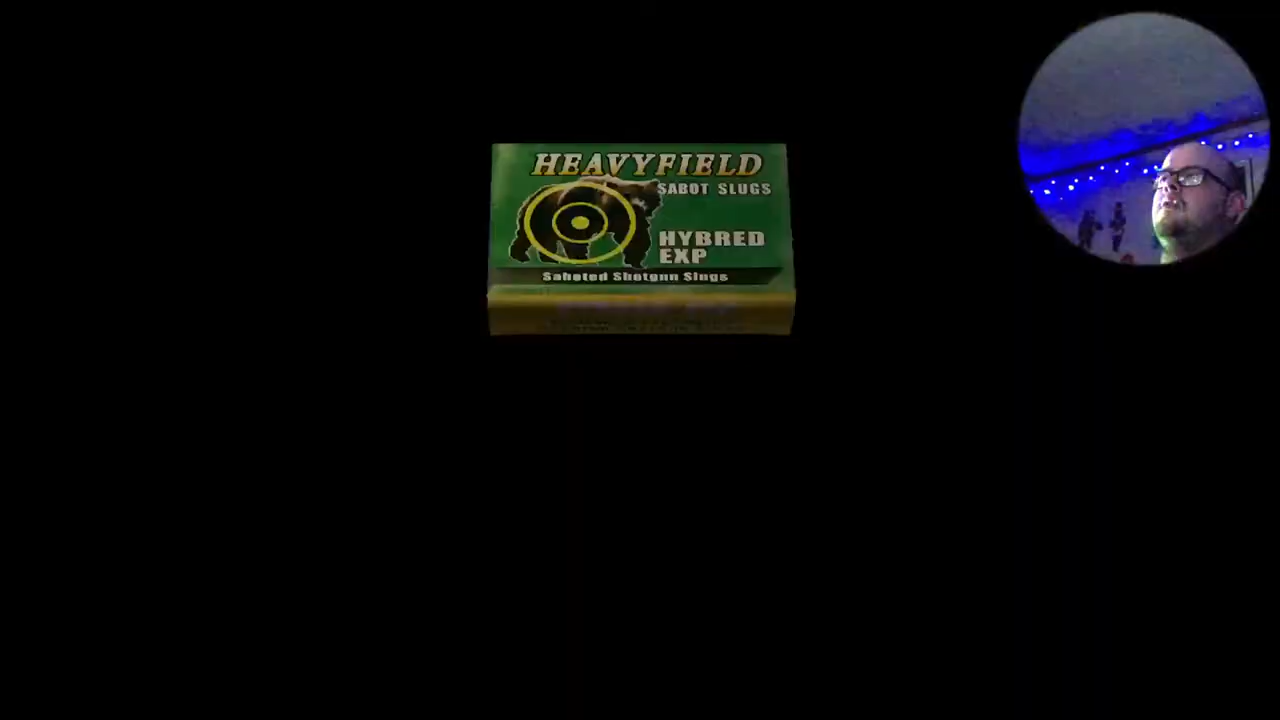 HEAVYFIELD
SABOT SLUGS
HYBRED
EXP
Saboted Shotgun Slugs